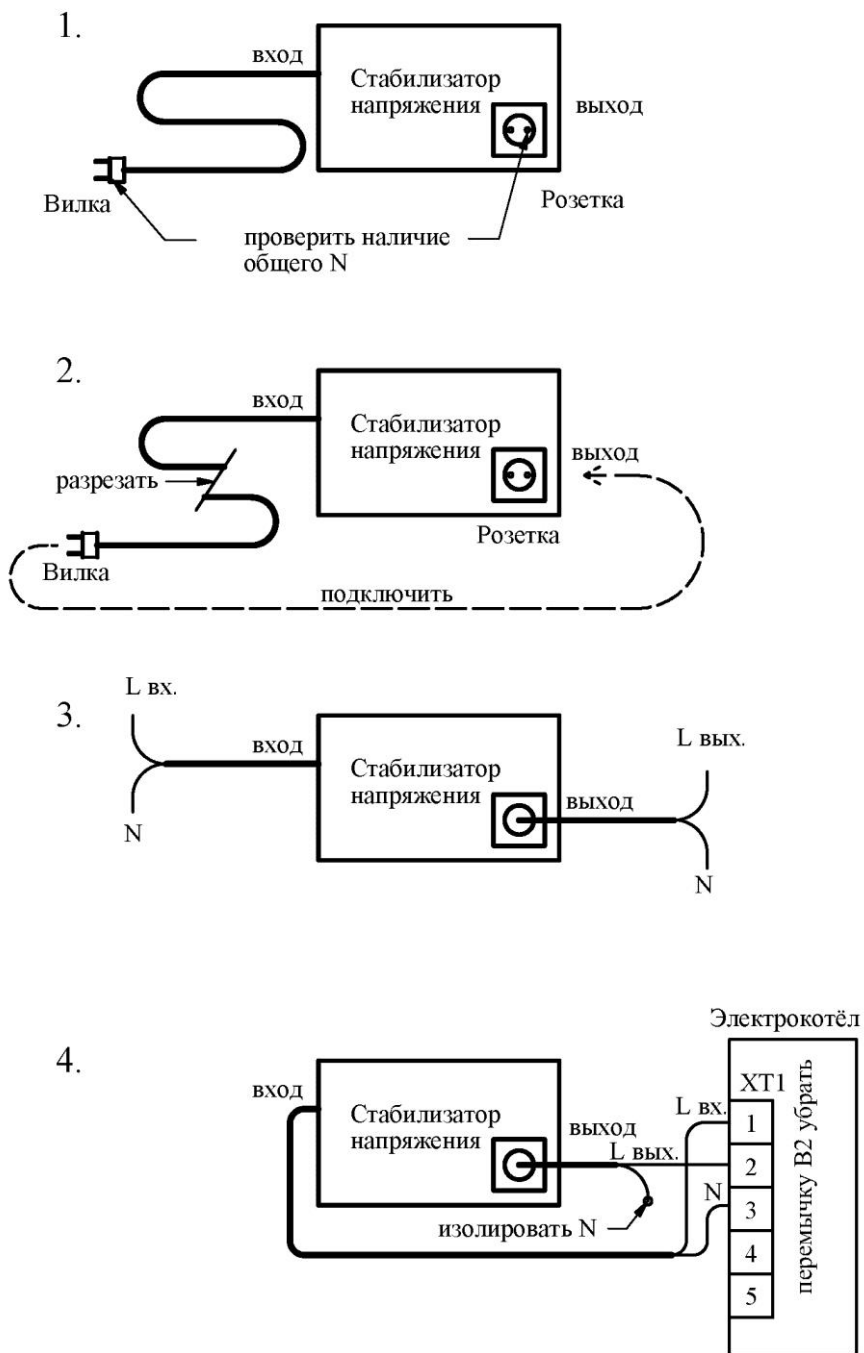 1.
вход
Стабилизатор
напряжения
выход
Вилка
Розетка
проверить наличие
общего N
2.
вход
Стабилизатор
напряжения
выход
разрезать
Розетка
Вилка
подключить
3.
L вх.
вход
N
Стабилизатор
напряжения
выход
L вых.
N
4.
Электрокотёл
вход
Стабилизатор
напряжения
выход
L вых.
изолировать N
L вх.
N
XT1
1
2
3
4
5
перемычку B2 убрать